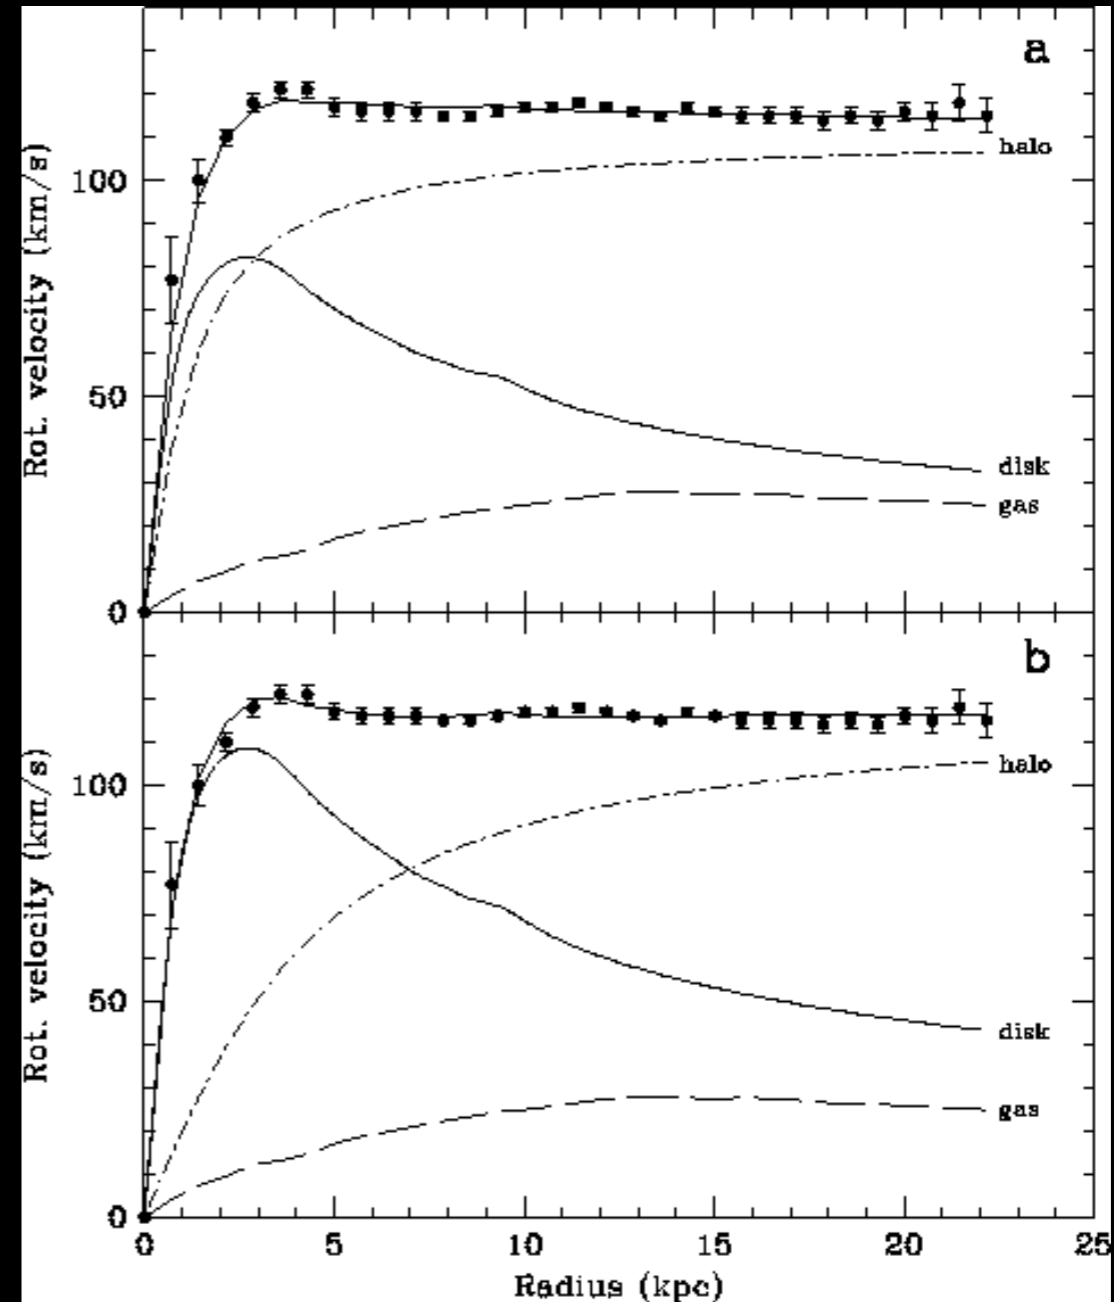 a
Rot. velocity (km/s)
100
50
0
halo
disk
gas
b
Rot. velocity (km/s)
100
50
0
halo
disk
gas
0 5 10 15 20 25
Radius (kpc)